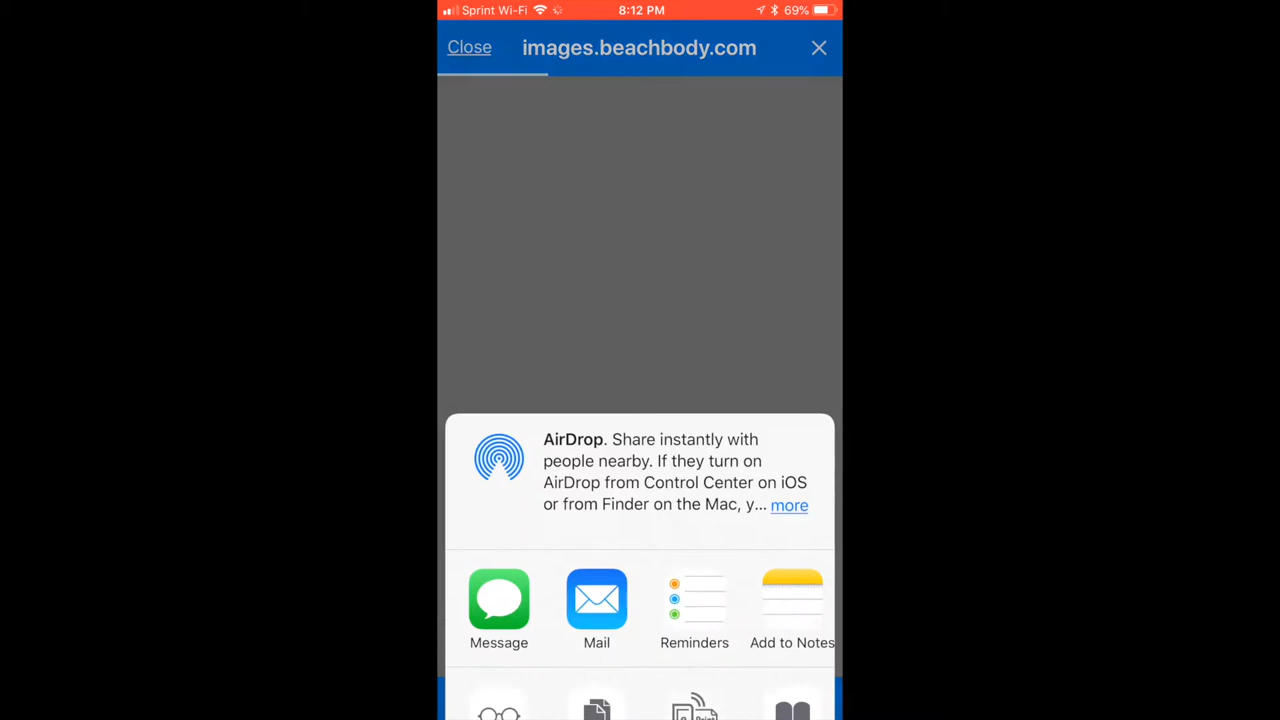 Sprint Wi-Fi 8:12 PM 69%
Close images.beachbody.com
AirDrop. Share instantly with
people nearby. If they turn on
AirDrop from Control Center on iOS
or from Finder on the Mac, y... more
Message Mail Reminders Add to Notes